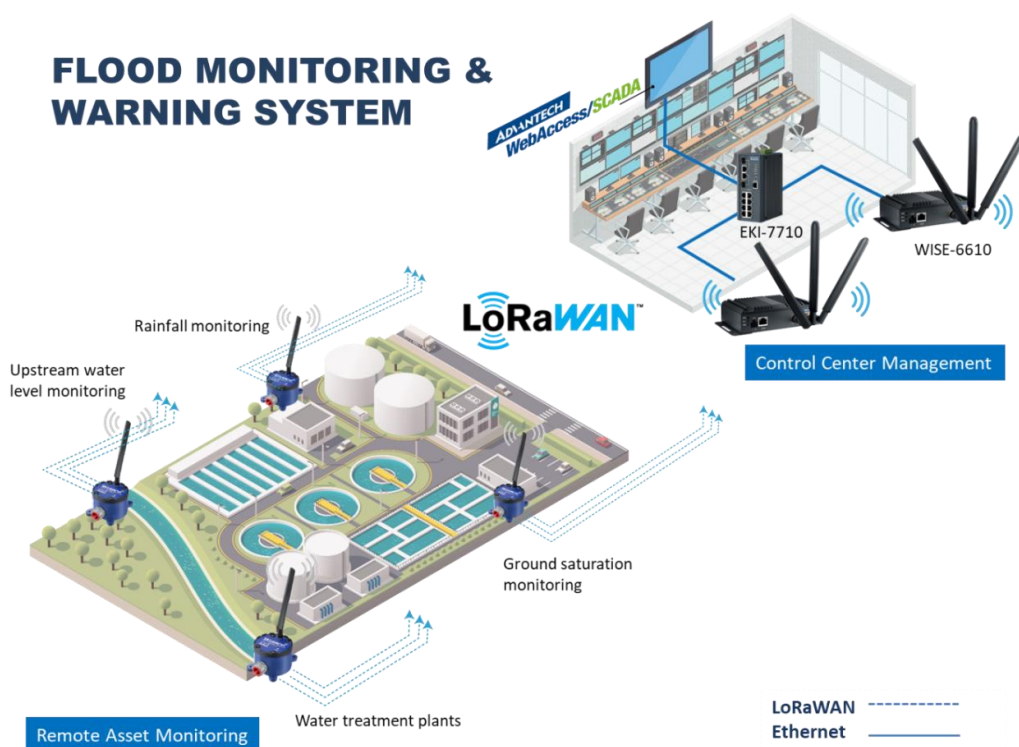 FLOOD MONITORING &
WARNING SYSTEM
ADVANTECH
WebAccess/SCADA
EKI-7710
WISE-6610
LoRaWAN™
Control Center Management
Rainfall monitoring
Upstream water
level monitoring
Ground saturation
monitoring
Water treatment plants
Remote Asset Monitoring
LoRaWAN
Ethernet